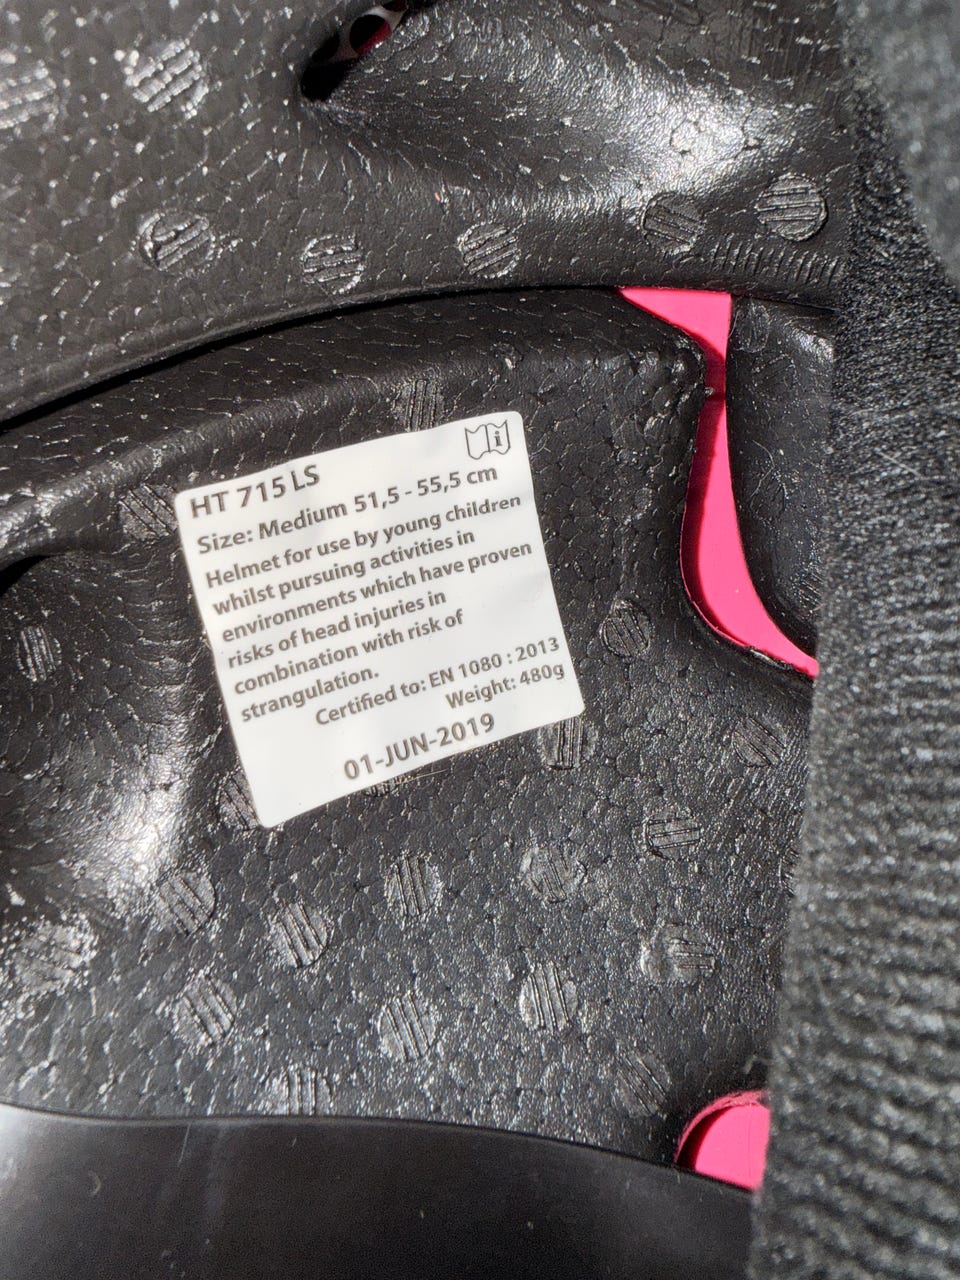 i
HT 715 LS
Size: Medium 51,5 - 55,5 cm
Helmet for use by young children
whilst pursuing activities in
environments which have proven
risks of head injuries in
combination with risk of
strangulation.
Certified to: EN 1080 : 2013
Weight: 480g
01-JUN-2019